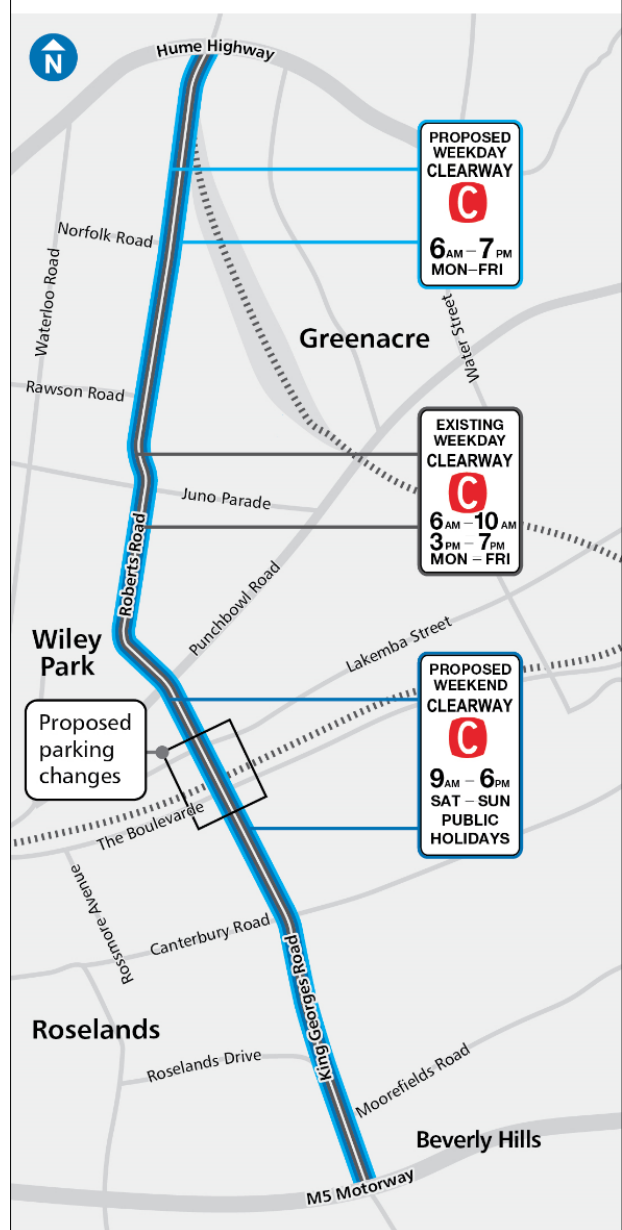 Hume Highway
N
PROPOSED
WEEKDAY
CLEARWAY
C
6AM – 7PM
MON–FRI
Norfolk Road
Waterloo Road
Greenacre
Water Street
Rawson Road
EXISTING
WEEKDAY
CLEARWAY
C
6AM – 10AM
3PM – 7PM
MON – FRI
Juno Parade
Roberts Road
Punchbowl Road
Wiley
Park
Lakemba Street
PROPOSED
WEEKEND
CLEARWAY
C
9AM – 6PM
SAT – SUN
PUBLIC
HOLIDAYS
Proposed
parking
changes
The Boulevarde
Rossmore Avenue
Canterbury Road
King Georges Road
Roselands
Roselands Drive
Moorefields Road
Beverly Hills
M5 Motorway